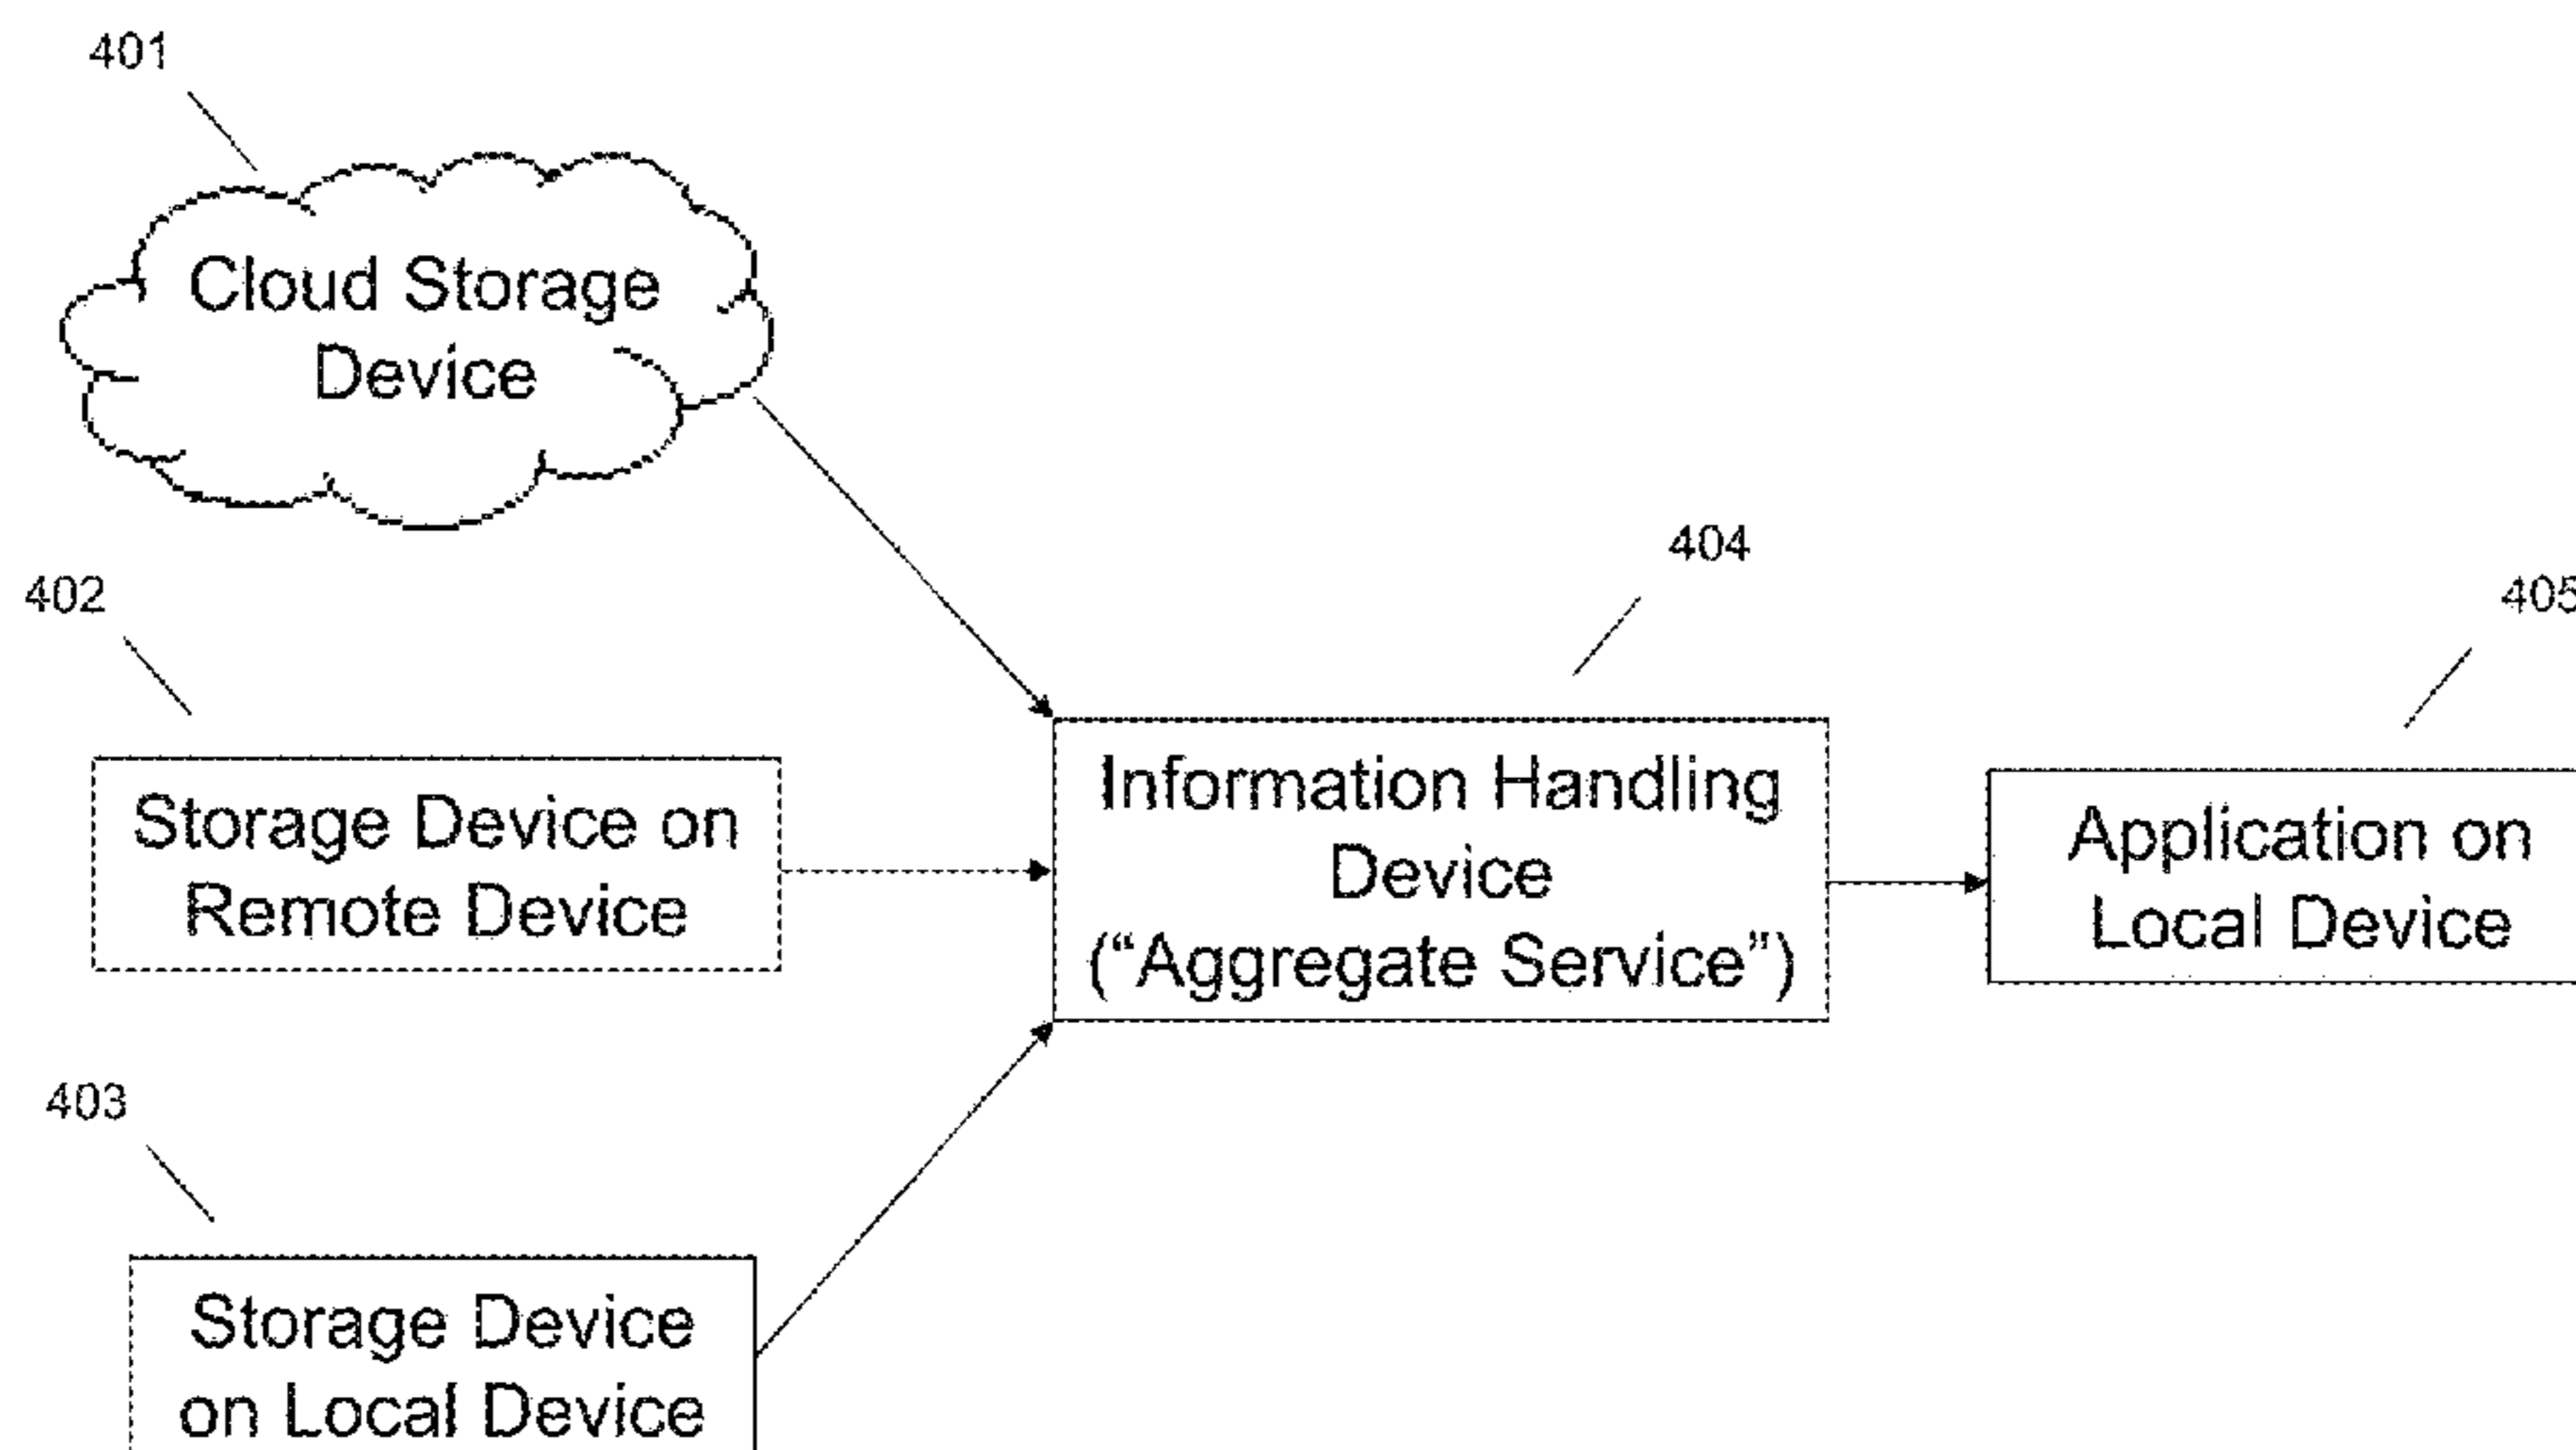 401
Cloud Storage
Device
402
Storage Device on
Remote Device
403
Storage Device
on Local Device
404
Information Handling
Device
(“Aggregate Service”)
405
Application on
Local Device